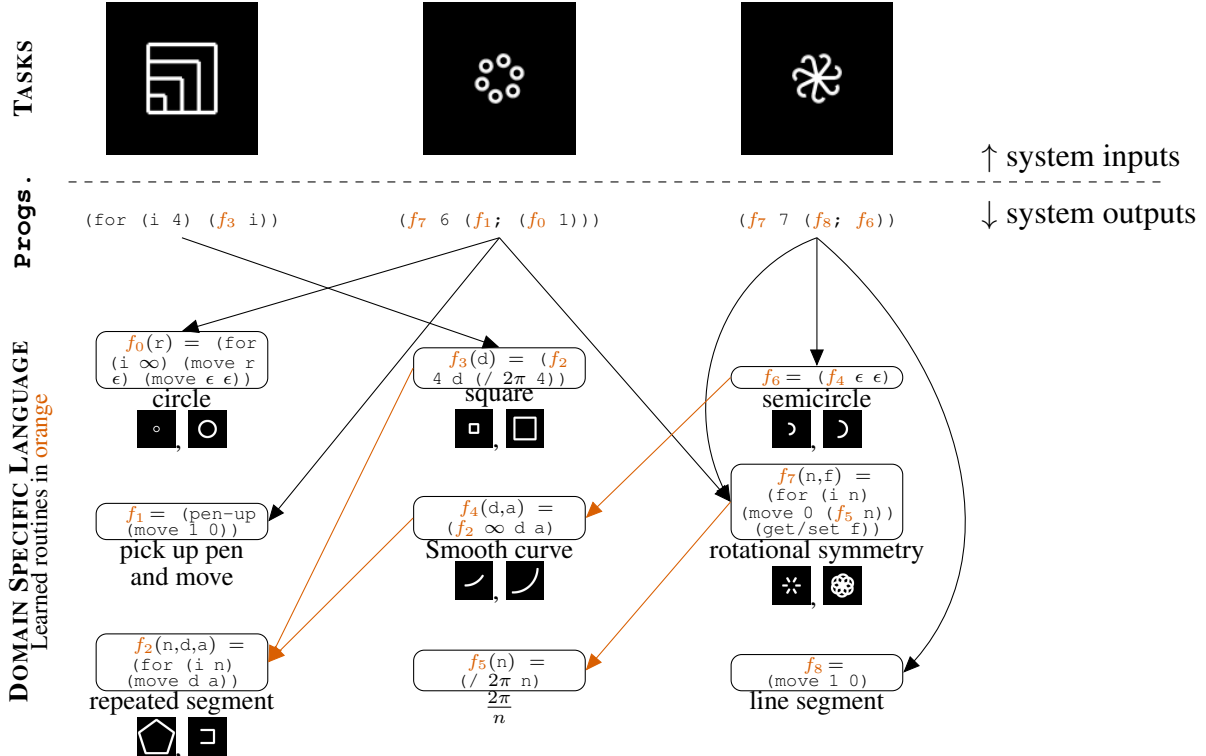 TASKS
↑ system inputs
Progs.
(for (i 4) (f3 i))
(f7 6 (f1; (f0 1)))
(f7 7 (f8; f6))
↓ system outputs
DOMAIN SPECIFIC LANGUAGE
Learned routines in orange
f0(r) = (for
(i ∞) (move r
ϵ) (move ϵ ϵ))
circle
,
f3(d) = (f2
4 d (/ 2π 4))
square
,
f6= (f4 ϵ ϵ)
semicircle
,
f1= (pen-up
(move 1 0))
pick up pen
and move
f4(d,a) =
(f2 ∞ d a)
Smooth curve
,
f7(n,f) =
(for (i n)
(move 0 (f5 n))
(get/set f))
rotational symmetry
,
f2(n,d,a) =
(for (i n)
(move d a))
repeated segment
,
f5(n) =
(/ 2π n)
2π
n
f8=
(move 1 0)
line segment